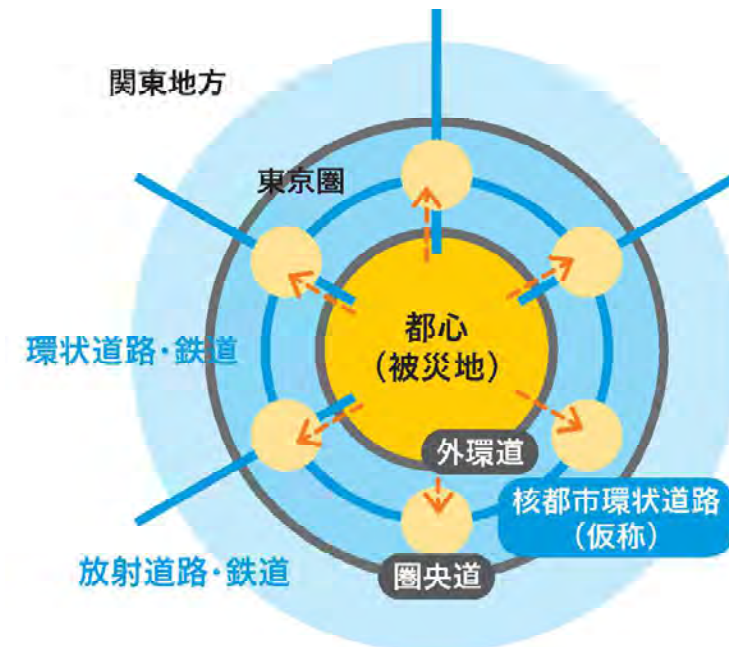 関東地方
東京圏
環状道路・鉄道
都心
（被災地）
外環道
核都市環状道路
（仮称）
放射道路・鉄道
圏央道